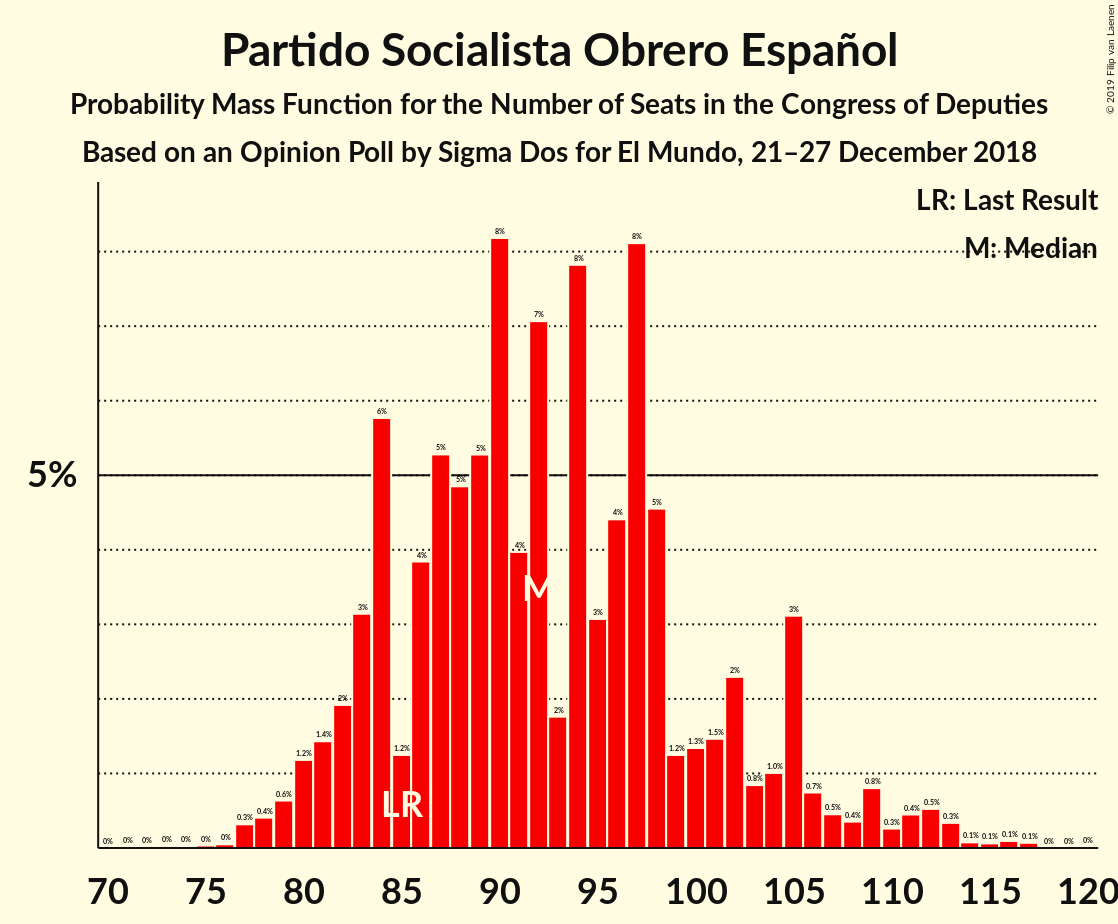 Partido Socialista Obrero Español
Probability Mass Function for the Number of Seats in the Congress of Deputies
Based on an Opinion Poll by Sigma Dos for El Mundo, 21–27 December 2018
© 2019 Filip van Laenen
LR: Last Result
M: Median
5%
0% 0% 0% 0% 0% 0% 0% 0.3% 0.4% 0.6% 1.2% 1.4% 2% 3% 6% 1.2% 4% 5% 5% 5% 8% 4% 7% 2% 8% 3% 4% 8% 5% 1.2% 1.3% 1.5% 2% 0.8% 1.0% 3% 0.7% 0.5% 0.4% 0.8% 0.3% 0.4% 0.5% 0.3% 0.1% 0.1% 0.1% 0.1% 0% 0% 0%
M
LR
70 75 80 85 90 95 100 105 110 115 120